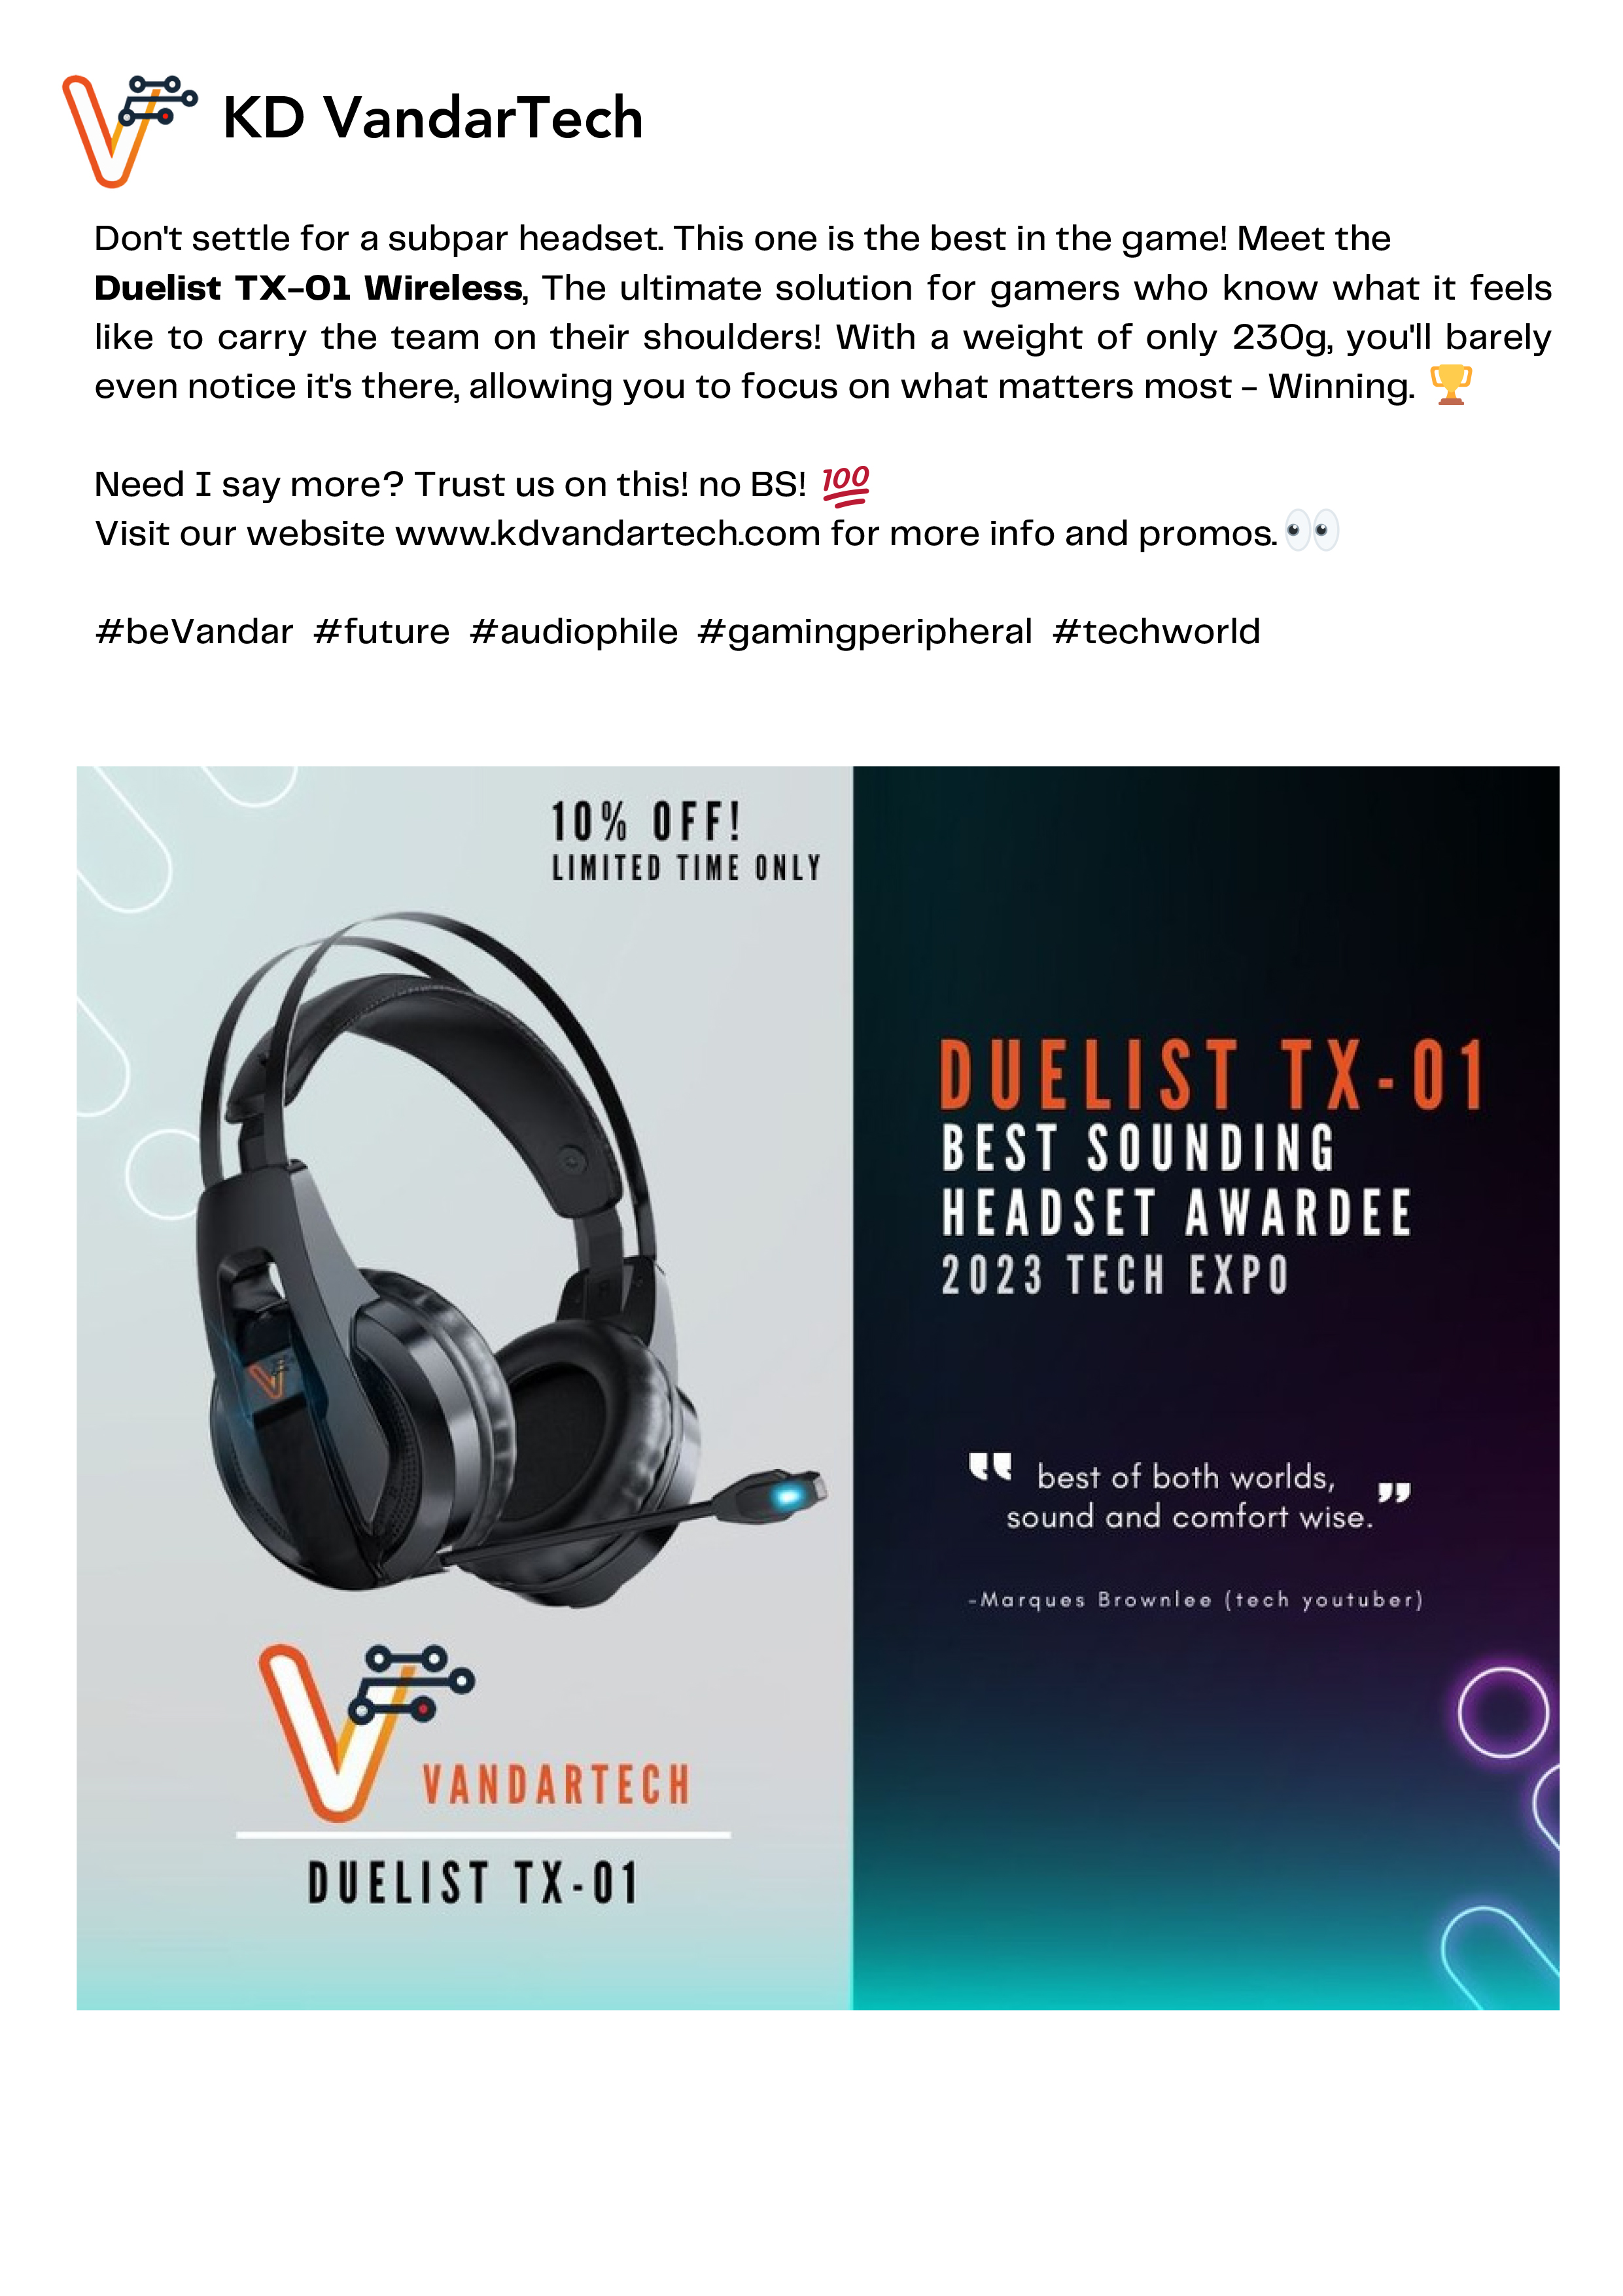 KD VandarTech
Don't settle for a subpar headset. This one is the best in the game! Meet the
Duelist TX-01 Wireless, The ultimate solution for gamers who know what it feels
like to carry the team on their shoulders! With a weight of only 230g, you'll barely
even notice it's there, allowing you to focus on what matters most - Winning. 🏆
Need I say more? Trust us on this! no BS! 💯
Visit our website www.kdvandartech.com for more info and promos. 👀
#beVandar #future #audiophile #gamingperipheral #techworld
10% OFF!
LIMITED TIME ONLY
VANDARTECH
DUELIST TX-01
DUELIST TX-01
BEST SOUNDING
HEADSET AWARDEE
2023 TECH EXPO
" best of both worlds,
sound and comfort wise. "
-Marques Brownlee (tech youtuber)